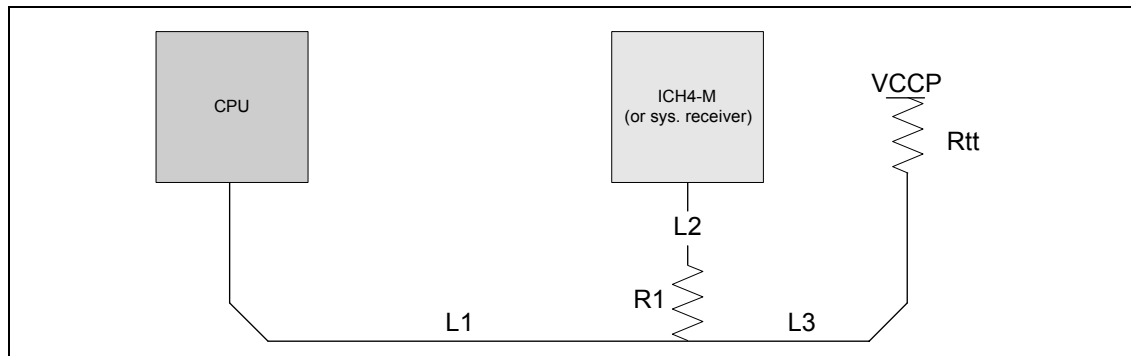 CPU
ICH4-M
(or sys. receiver)
VCCP
Rtt
L2
R1
L1
L3